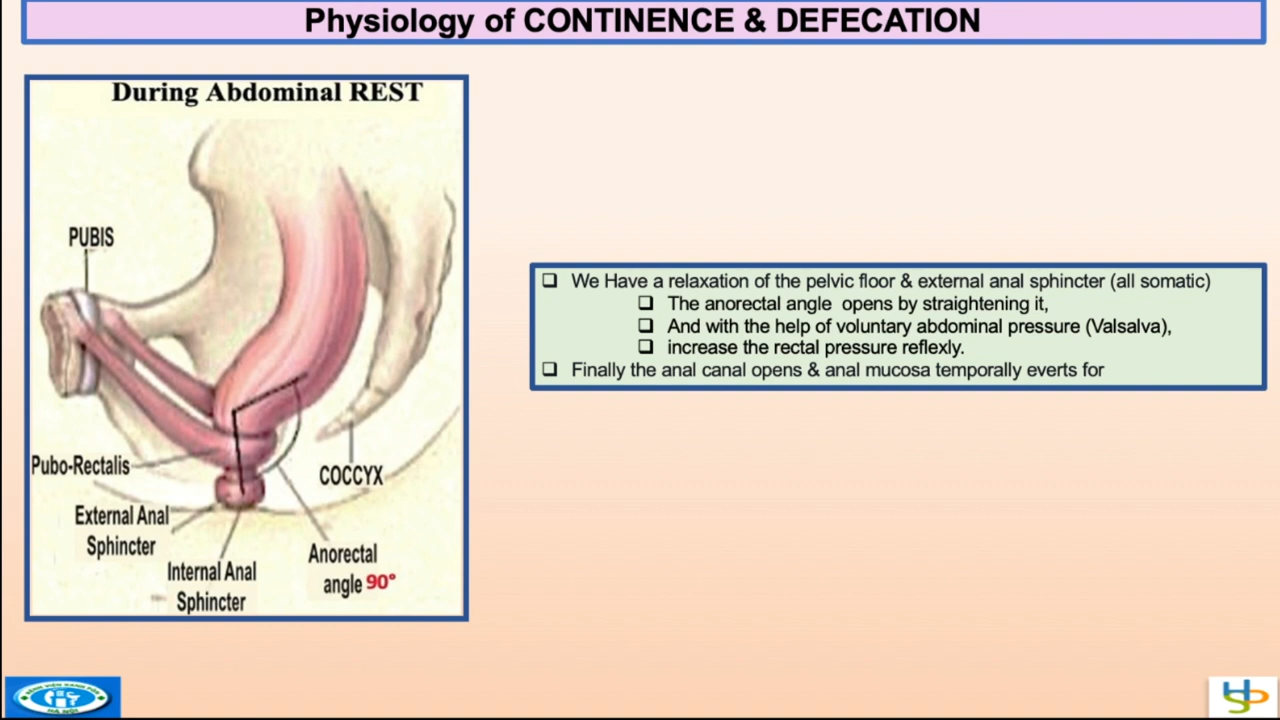 Physiology of CONTINENCE & DEFECATION
During Abdominal REST
PUBIS
Pubo-Rectalis
COCCYX
External Anal
Sphincter
Internal Anal
Sphincter
Anorectal
angle 90°
❑ We Have a relaxation of the pelvic floor & external anal sphincter (all somatic)
❑ The anorectal angle opens by straightening it,
❑ And with the help of voluntary abdominal pressure (Valsalva),
❑ increase the rectal pressure reflexly.
❑ Finally the anal canal opens & anal mucosa temporally everts for
HÀ NỘI